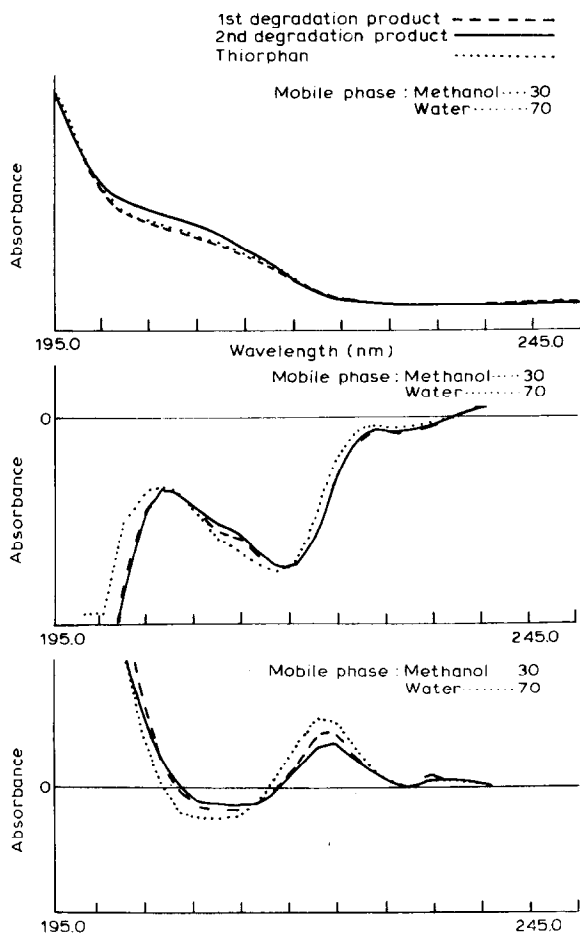 1st degradation product
2nd degradation product
Thiorphan
Mobile phase : Methanol ···· 30
Water ······ 70
Absorbance
195.0
Wavelength (nm)
245.0
Mobile phase : Methanol ····· 30
Water ······· 70
0
Absorbance
195.0
245.0
Mobile phase : Methanol 30
Water ······· 70
0
Absorbance
195.0
245.0